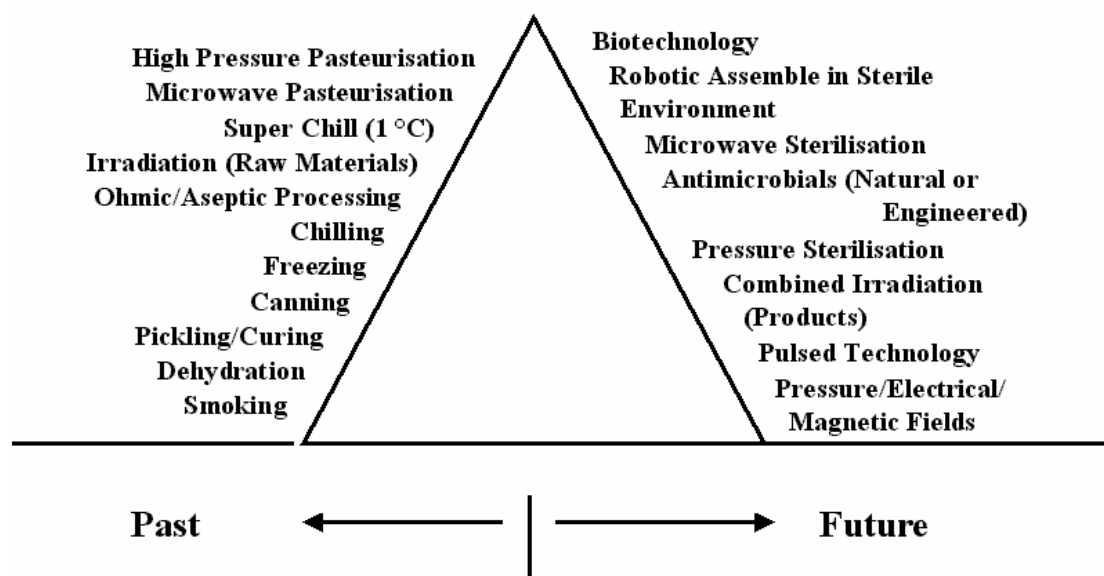 High Pressure Pasteurisation
Microwave Pasteurisation
Super Chill (1 °C)
Irradiation (Raw Materials)
Ohmic/Aseptic Processing
Chilling
Freezing
Canning
Pickling/Curing
Dehydration
Smoking
Biotechnology
Robotic Assemble in Sterile
Environment
Microwave Sterilisation
Antimicrobials (Natural or
Engineered)
Pressure Sterilisation
Combined Irradiation
(Products)
Pulsed Technology
Pressure/Electrical/
Magnetic Fields
Past
Future